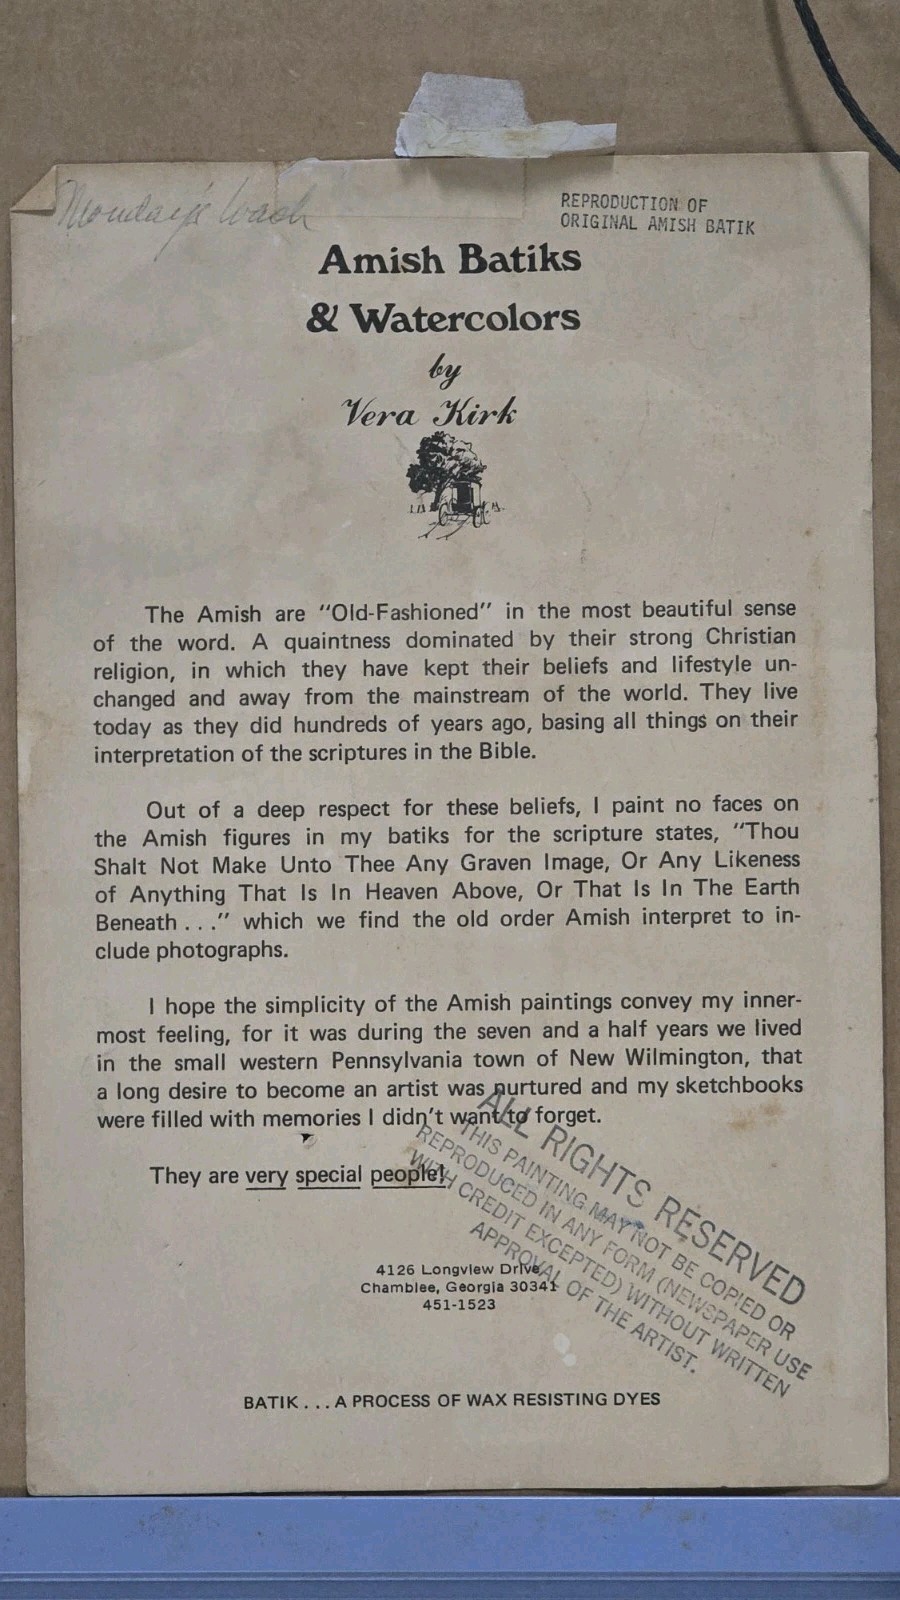 Monday's Wash
REPRODUCTION OF
ORIGINAL AMISH BATIK
Amish Batiks
& Watercolors
by
Vera Kirk
The Amish are "Old-Fashioned" in the most beautiful sense
of the word. A quaintness dominated by their strong Christian
religion, in which they have kept their beliefs and lifestyle un-
changed and away from the mainstream of the world. They live
today as they did hundreds of years ago, basing all things on their
interpretation of the scriptures in the Bible.
Out of a deep respect for these beliefs, I paint no faces on
the Amish figures in my batiks for the scripture states, "Thou
Shalt Not Make Unto Thee Any Graven Image, Or Any Likeness
of Anything That Is In Heaven Above, Or That Is In The Earth
Beneath . . ." which we find the old order Amish interpret to in-
clude photographs.
I hope the simplicity of the Amish paintings convey my inner-
most feeling, for it was during the seven and a half years we lived
in the small western Pennsylvania town of New Wilmington, that
a long desire to become an artist was nurtured and my sketchbooks
were filled with memories I didn't want to forget.
They are very special people!
ALL RIGHTS RESERVED
THIS PAINTING MAY NOT BE COPIED OR
REPRODUCED IN ANY FORM (NEWSPAPER USE
WITH CREDIT EXCEPTED) WITHOUT WRITTEN
APPROVAL OF THE ARTIST.
4126 Longview Drive
Chamblee, Georgia 30341
451-1523
BATIK . . . A PROCESS OF WAX RESISTING DYES